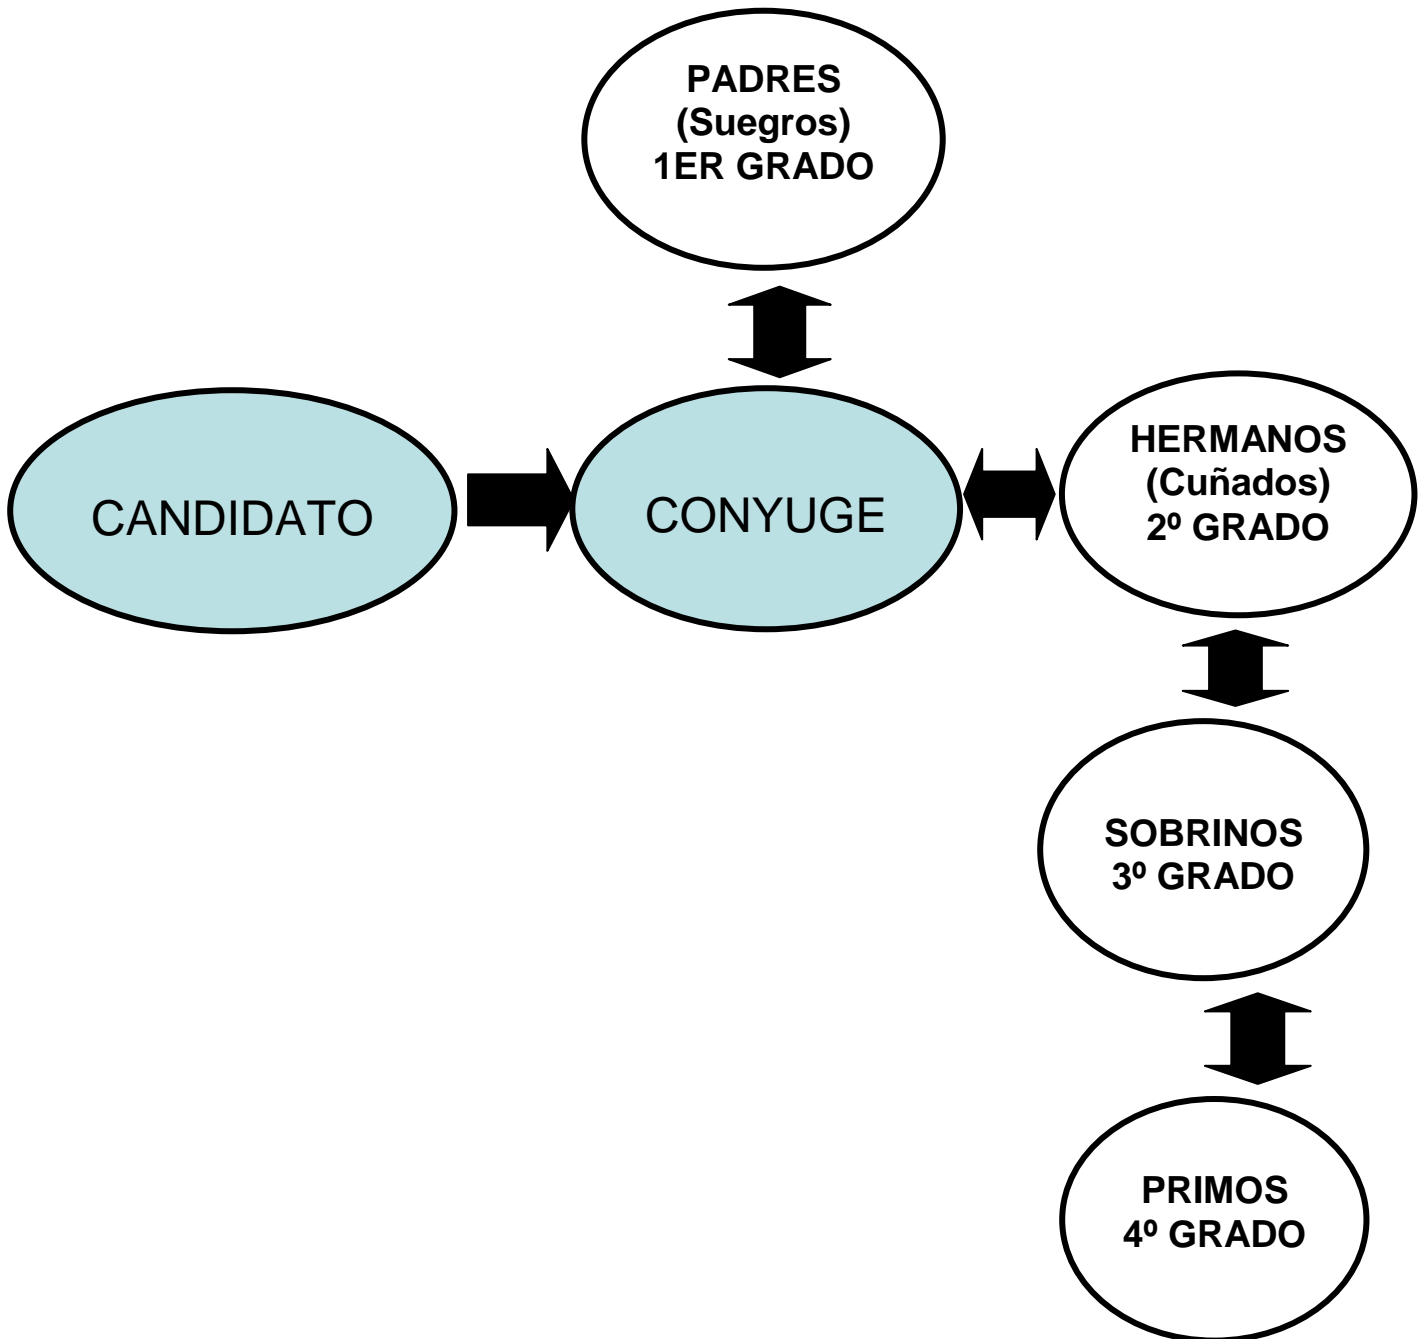 PADRES
(Suegros)
1ER GRADO
CANDIDATO
CONYUGE
HERMANOS
(Cuñados)
2º GRADO
SOBRINOS
3º GRADO
PRIMOS
4º GRADO